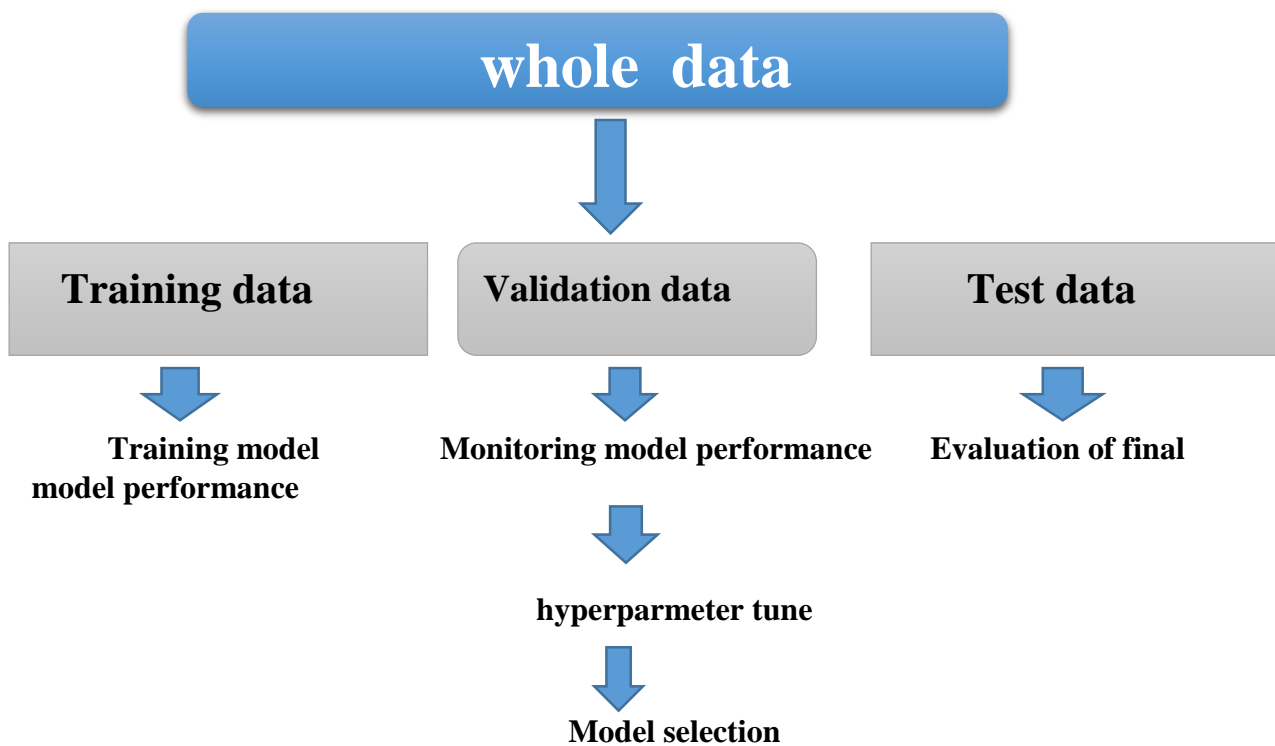 whole data
Training data
Validation data
Test data
Training model
model performance
Monitoring model performance
Evaluation of final
hyperparmeter tune
Model selection